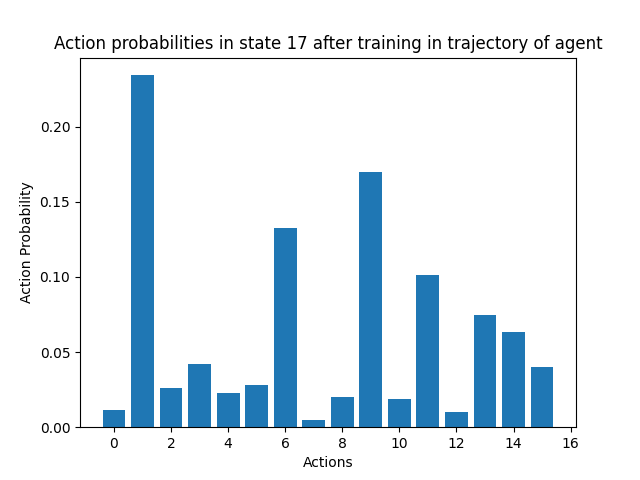 Action probabilities in state 17 after training in trajectory of agent
0.20
0.15
0.10
0.05
0.00
Action Probability
0 2 4 6 8 10 12 14 16
Actions